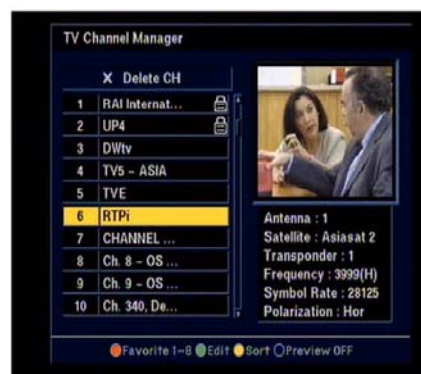 TV Channel Manager
X Delete CH
1 RAI Internat...
2 UP4
3 DWtv
4 TV5 - ASIA
5 TVE
6 RTPi
7 CHANNEL ...
8 Ch. 8 - OS ...
9 Ch. 9 - OS ...
10 Ch. 340, De...
Antenna : 1
Satellite : Asiasat 2
Transponder : 1
Frequency : 3999(H)
Symbol Rate : 28125
Polarization : Hor
Favorite 1~8 Edit Sort Preview OFF